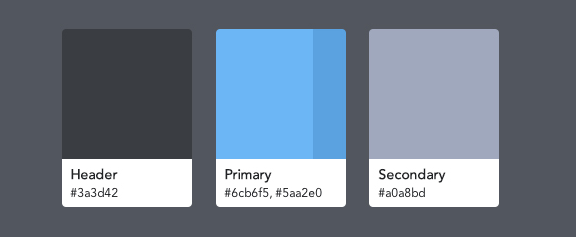 Header
#3a3d42
Primary
#6cb6f5, #5aa2e0
Secondary
#a0a8bd